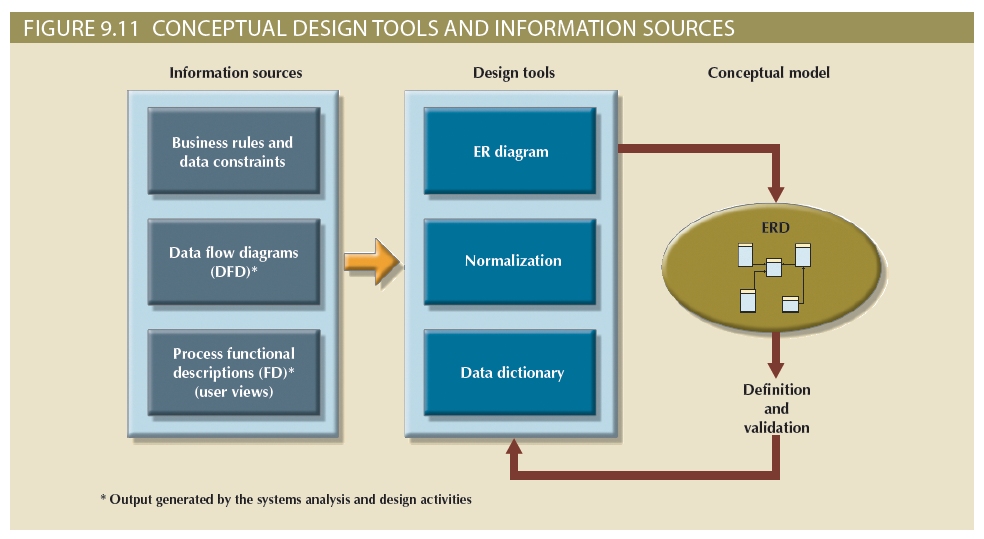 FIGURE 9.11 CONCEPTUAL DESIGN TOOLS AND INFORMATION SOURCES
Information sources
Business rules and
data constraints
Data flow diagrams
(DFD)*
Process functional
descriptions (FD)*
(user views)
Design tools
ER diagram
Normalization
Data dictionary
Conceptual model
ERD
Definition
and
validation
* Output generated by the systems analysis and design activities